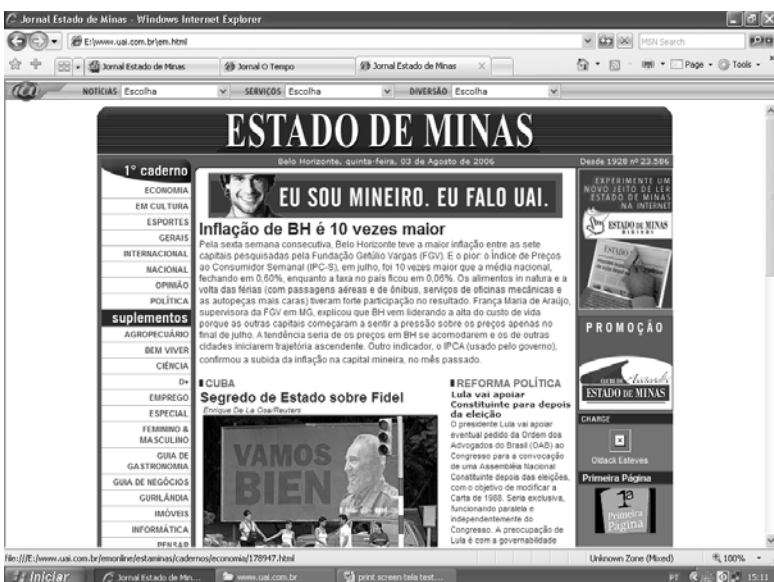 Jornal Estado de Minas - Windows Internet Explorer
E:\www.uai.com.br\em.html
MSN Search
Jornal Estado de Minas
Jornal O Tempo
Jornal Estado de Minas
Page
Tools
NOTÍCIAS Escolha SERVIÇOS Escolha DIVERSÃO Escolha
ESTADO DE MINAS
Belo Horizonte, quinta-feira, 03 de Agosto de 2006
Desde 1928 nº 23.586
1º caderno
ECONOMIA
EM CULTURA
ESPORTES
GERAIS
INTERNACIONAL
NACIONAL
OPINIÃO
POLÍTICA
suplementos
AGROPECUÁRIO
BEM VIVER
CIÊNCIA
D+
EMPREGO
ESPECIAL
FEMININO &
MASCULINO
GUIA DE
GASTRONOMIA
GUIA DE NEGÓCIOS
GURILÂNDIA
IMÓVEIS
INFORMÁTICA
PENSAR
EU SOU MINEIRO. EU FALO UAI.
Inflação de BH é 10 vezes maior
Pela sexta semana consecutiva, Belo Horizonte teve a maior inflação entre as sete
capitais pesquisadas pela Fundação Getúlio Vargas (FGV). E o pior: o Índice de Preços
ao Consumidor Semanal (IPC-S), em julho, foi 10 vezes maior que a média nacional,
fechando em 0,60%, enquanto a taxa no país ficou em 0,06%. Os alimentos in natura e a
volta das férias (com passagens aéreas e de ônibus, serviços de oficinas mecânicas e
as autopeças mais caras) tiveram forte participação no resultado. França Maria de Araújo,
supervisora da FGV em MG, explicou que BH vem liderando a alta do custo de vida
porque as outras capitais começaram a sentir a pressão sobre os preços apenas no
final de julho. A tendência seria de os preços em BH se acomodarem e os de outras
cidades iniciarem trajetória ascendente. Outro indicador, o IPCA (usado pelo governo),
confirmou a subida da inflação na capital mineira, no mês passado.
CUBA
Segredo de Estado sobre Fidel
Enrique De La Osa/Reuters
VAMOS
BIEN
REFORMA POLÍTICA
Lula vai apoiar
Constituinte para depois
da eleição
O presidente Lula vai apoiar
eventual pedido da Ordem dos
Advogados do Brasil (OAB) ao
Congresso para a convocação
de uma Assembléia Nacional
Constituinte depois das eleições,
com o objetivo de modificar a
Carta de 1988. Seria exclusiva,
funcionando paralela e
independentemente do
Congresso. A preocupação de
Lula é com a governabilidade
EXPERIMENTE UM
NOVO JEITO DE LER
ESTADO DE MINAS
NA INTERNET
ESTADO DE MINAS
DIGITAL
ESTADO
PROMOÇÃO
CLUBE DO Assinante
ESTADO DE MINAS
CHARGE
Oldack Esteves
Primeira Página
1ª
Primeira
Página
file:///E:/www.uai.com.br/emonline/estaminas/cadernos/economia/178947.html
Unknown Zone (Mixed)
100%
Iniciar
Jornal Estado de Min...
www.uai.com.br
print screen tela test...
PT
15:11